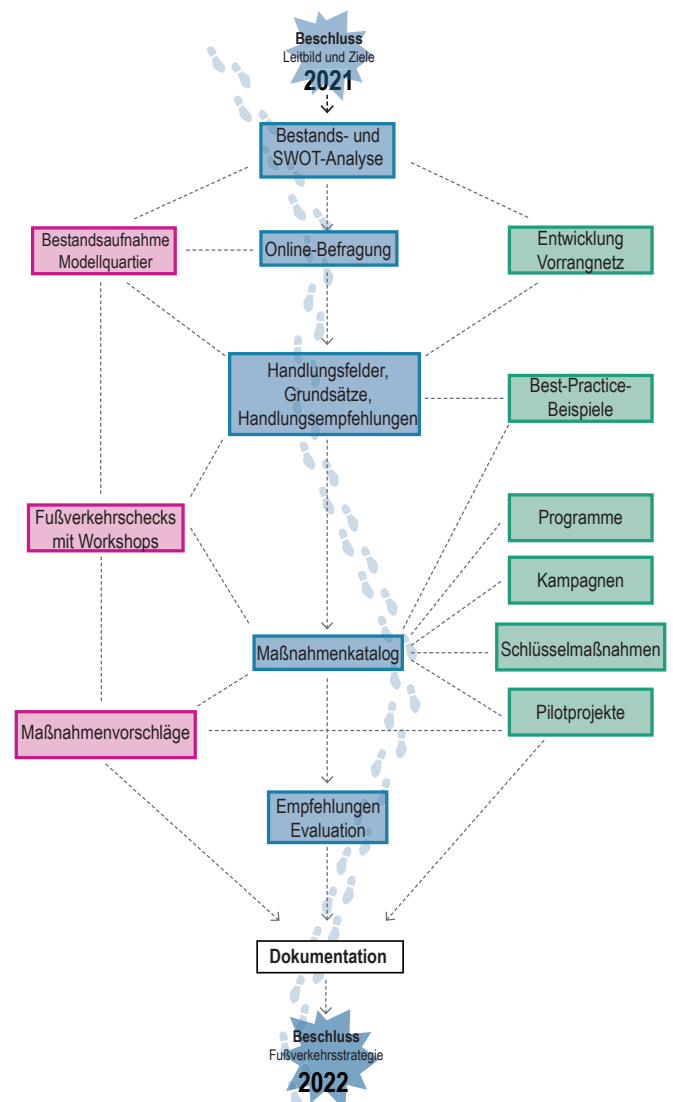 Beschluss
Leitbild und Ziele
2021
Bestands- und
SWOT-Analyse
Bestandsaufnahme
Modellquartier
Online-Befragung
Entwicklung
Vorrangnetz
Handlungsfelder,
Grundsätze,
Handlungsempfehlungen
Best-Practice-
Beispiele
Fußverkehrschecks
mit Workshops
Programme
Kampagnen
Maßnahmenkatalog
Schlüsselmaßnahmen
Maßnahmenvorschläge
Pilotprojekte
Empfehlungen
Evaluation
Dokumentation
Beschluss
Fußverkehrsstrategie
2022